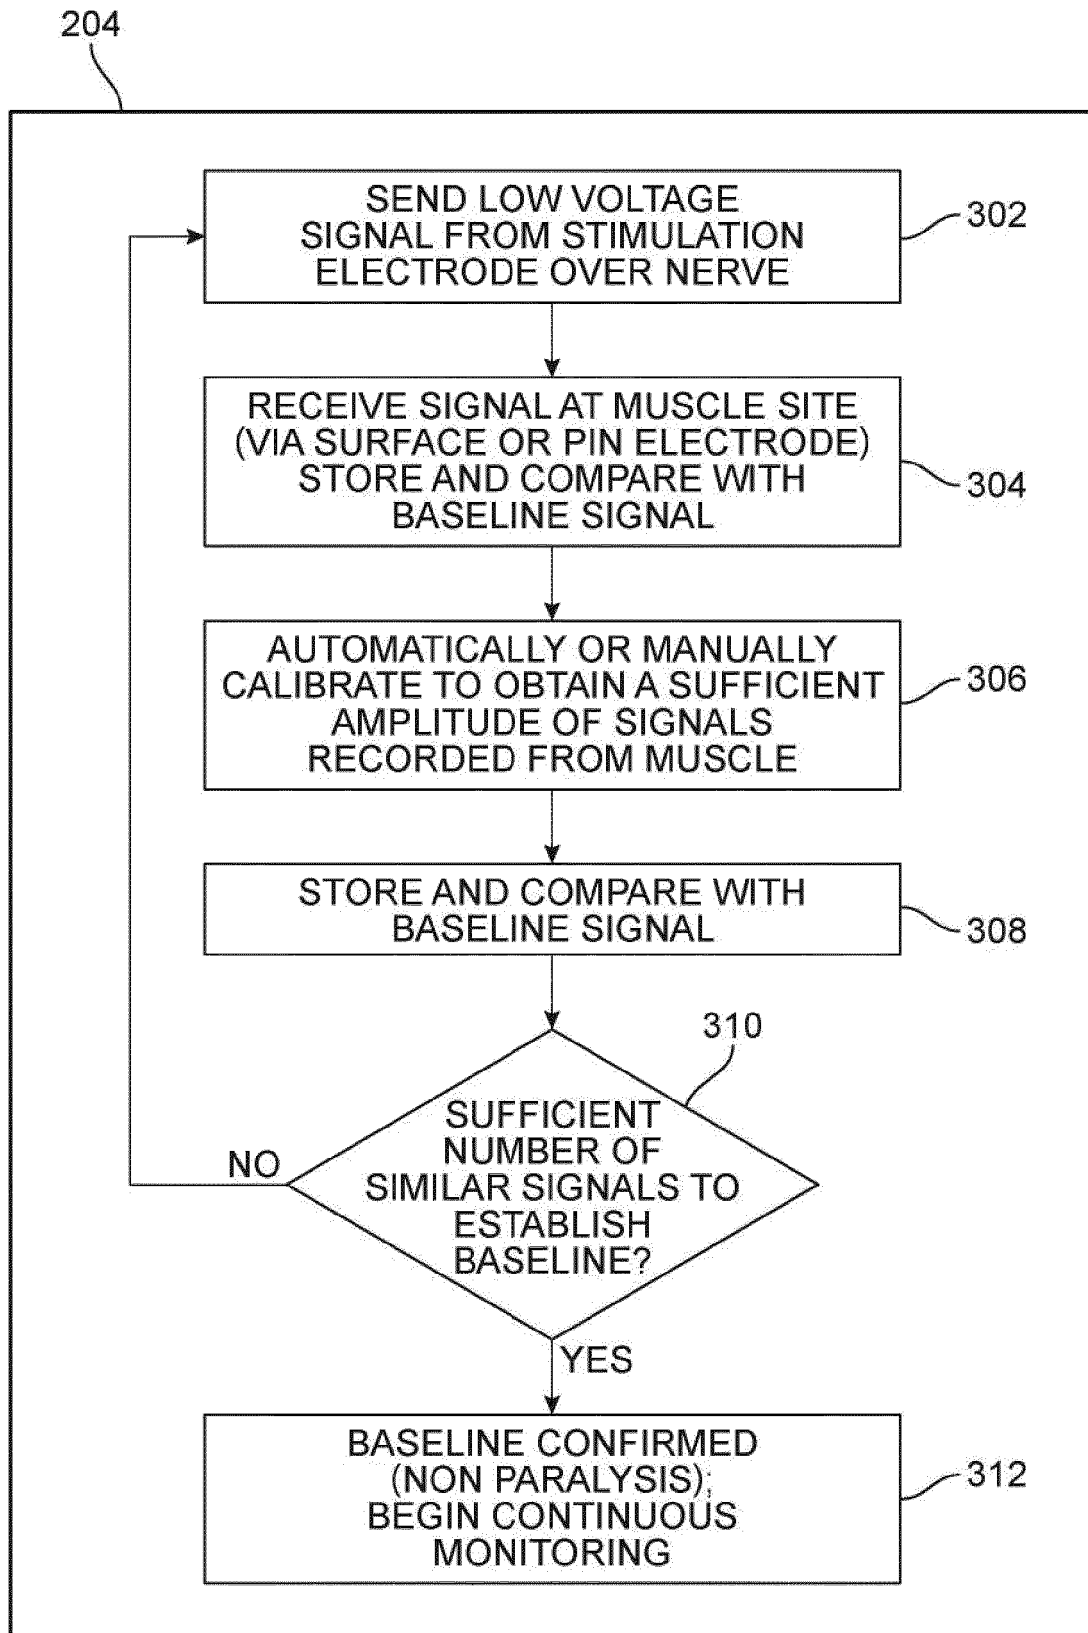 204
SEND LOW VOLTAGE
SIGNAL FROM STIMULATION
ELECTRODE OVER NERVE
302
RECEIVE SIGNAL AT MUSCLE SITE
(VIA SURFACE OR PIN ELECTRODE)
STORE AND COMPARE WITH
BASELINE SIGNAL
304
AUTOMATICALLY OR MANUALLY
CALIBRATE TO OBTAIN A SUFFICIENT
AMPLITUDE OF SIGNALS
RECORDED FROM MUSCLE
306
STORE AND COMPARE WITH
BASELINE SIGNAL
308
310
SUFFICIENT
NUMBER OF
SIMILAR SIGNALS TO
ESTABLISH
BASELINE?
NO
YES
BASELINE CONFIRMED
(NON PARALYSIS);
BEGIN CONTINUOUS
MONITORING
312